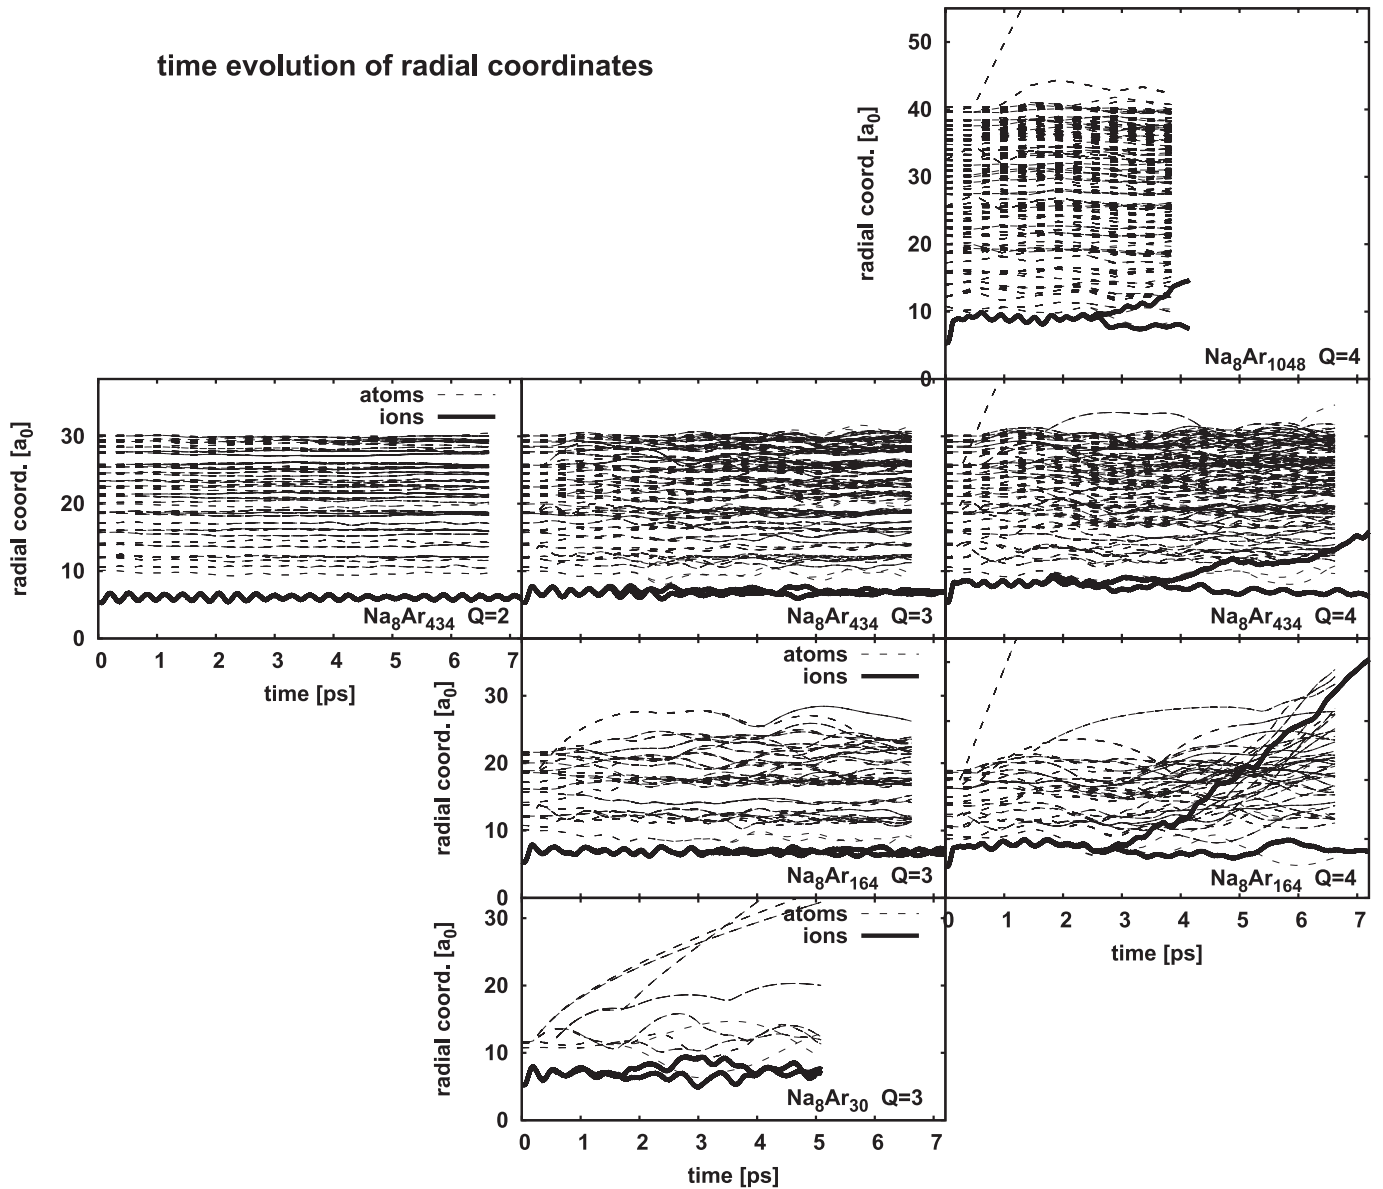 time evolution of radial coordinates
radial coord. [a0]
50
40
30
20
10
0
Na8Ar1048 Q=4
radial coord. [a0]
30
20
10
0
atoms
ions
Na8Ar434 Q=2
Na8Ar434 Q=3
Na8Ar434 Q=4
0 1 2 3 4 5 6 7
time [ps]
radial coord. [a0]
30
20
10
0
atoms
ions
Na8Ar164 Q=3
Na8Ar164 Q=4
0 1 2 3 4 5 6 7
time [ps]
radial coord. [a0]
30
20
10
0
atoms
ions
Na8Ar30 Q=3
0 1 2 3 4 5 6 7
time [ps]